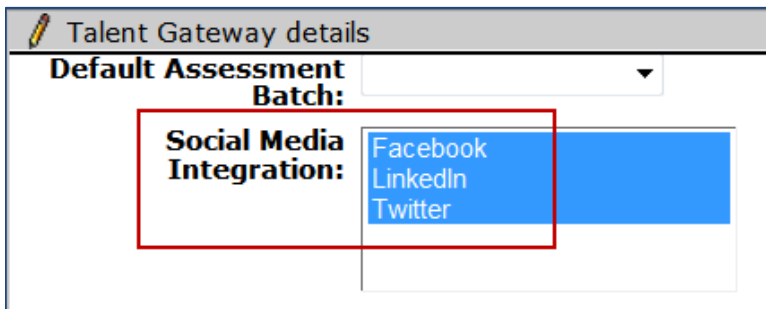 Talent Gateway details
Default Assessment
Batch:
Social Media
Integration:
Facebook
LinkedIn
Twitter